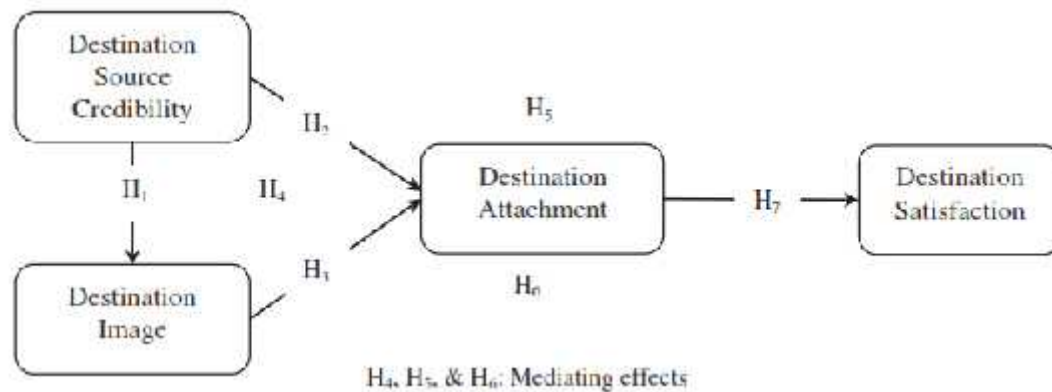 Destination
Source
Credibility
H₁
H₂
H₃
H₄
H₅
Destination
Attachment
H₆
H₇
Destination
Satisfaction
Destination
Image
H₄, H₅, & H₆: Mediating effects